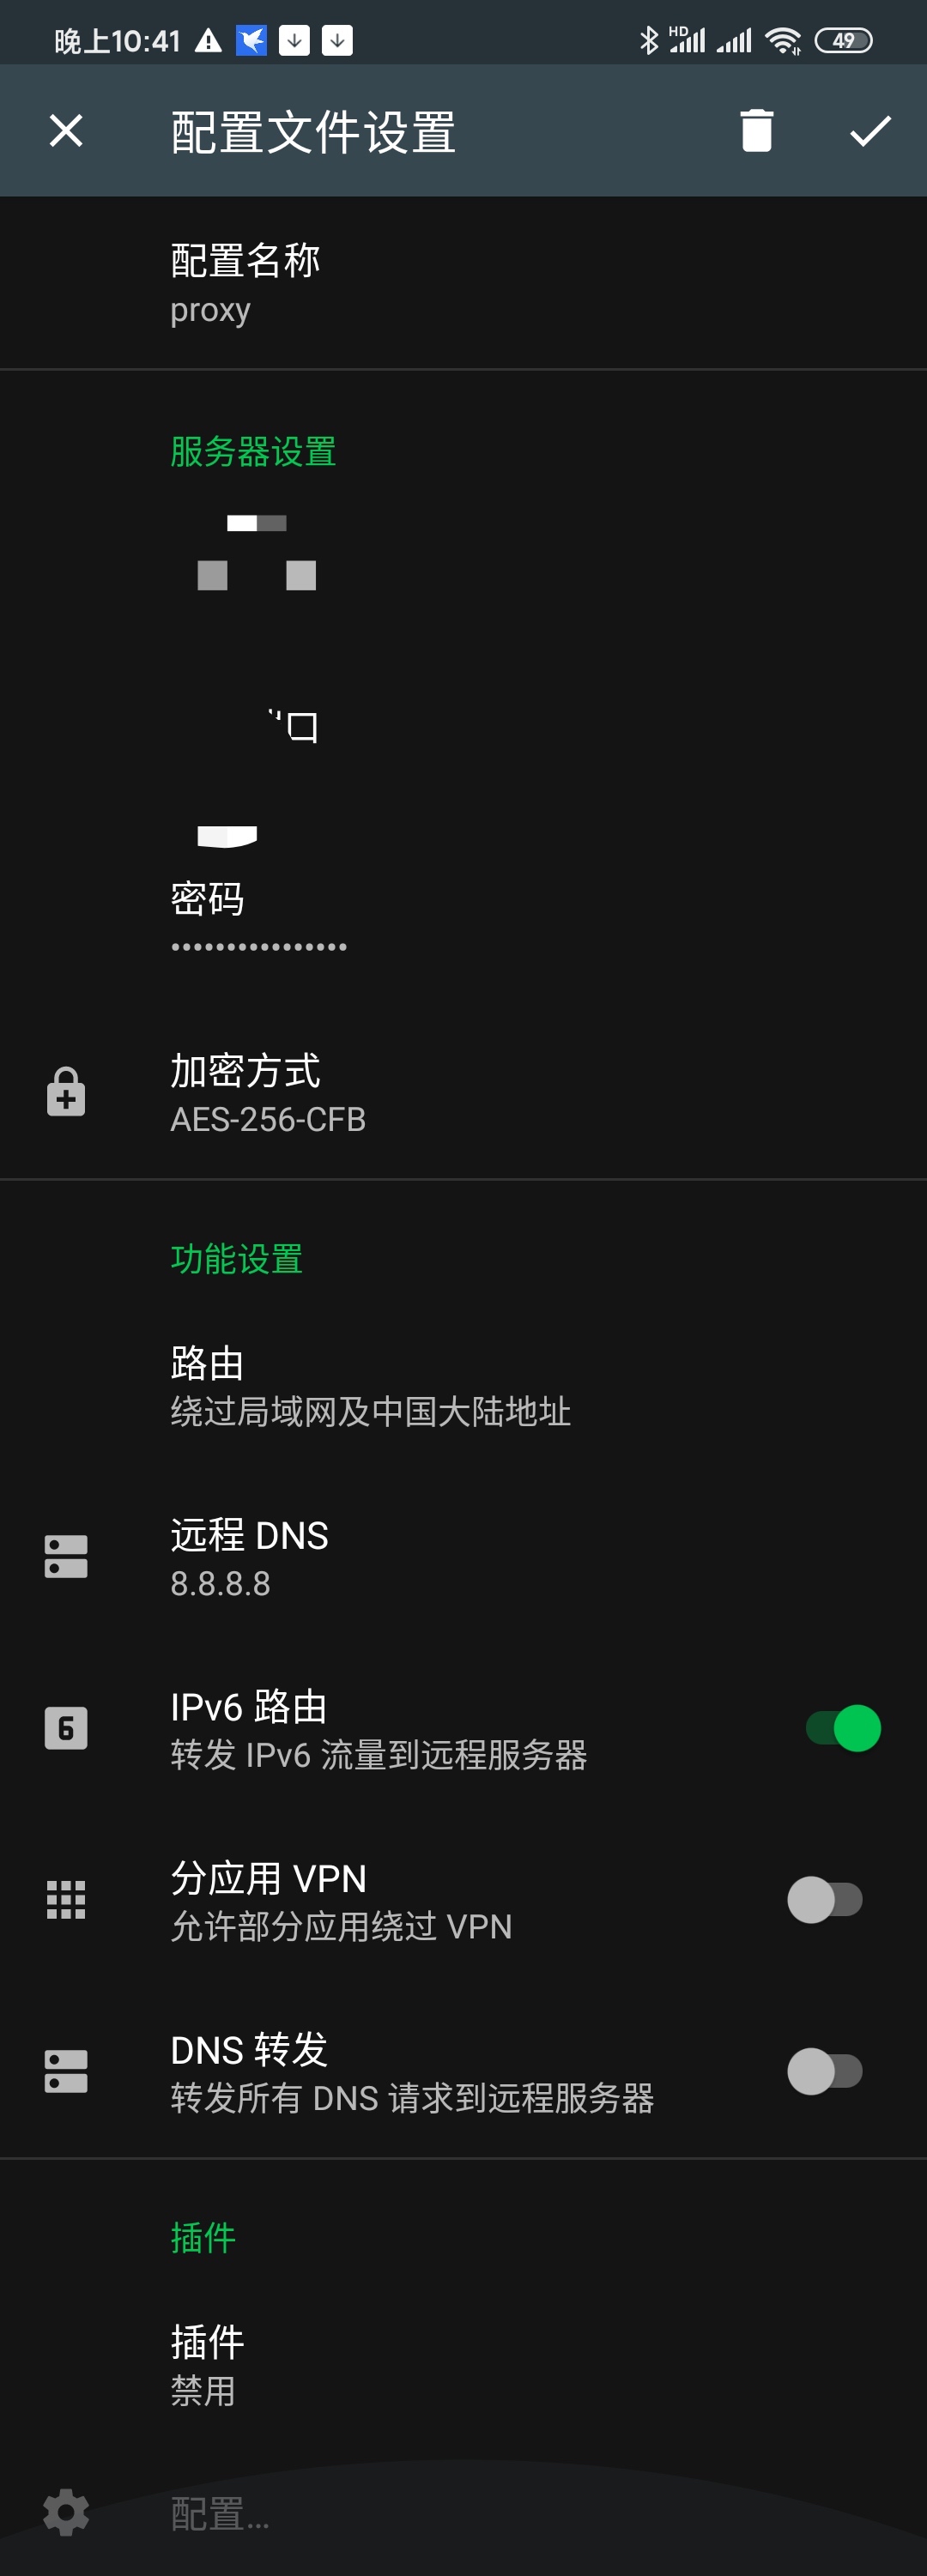 晚上10:41
HD
49
配置文件设置
配置名称
proxy
服务器设置
口
密码
••••••••••••••••
加密方式
AES-256-CFB
功能设置
路由
绕过局域网及中国大陆地址
远程 DNS
8.8.8.8
6
IPv6 路由
转发 IPv6 流量到远程服务器
分应用 VPN
允许部分应用绕过 VPN
DNS 转发
转发所有 DNS 请求到远程服务器
插件
插件
禁用
配置…